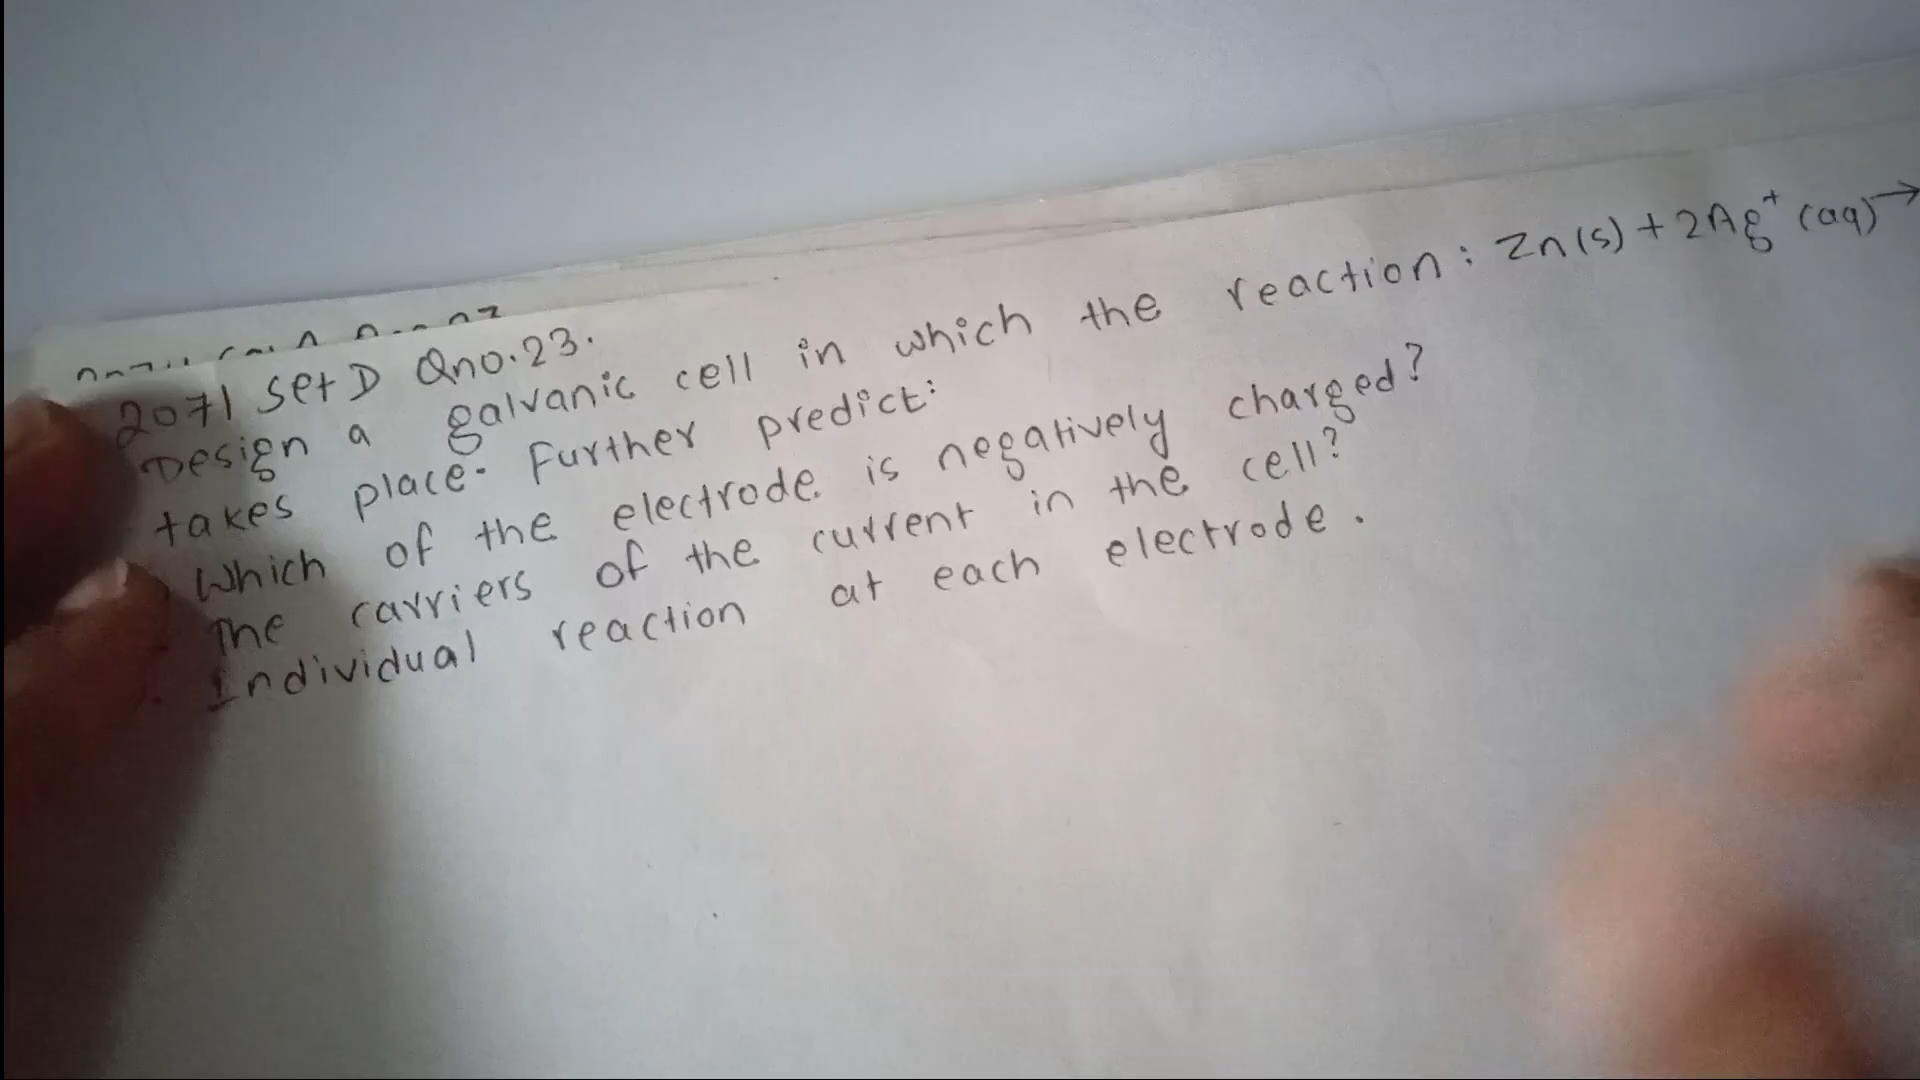 2071 Set D Qno.23.
Design a galvanic cell in which the reaction: Zn(s) + 2Ag⁺ (aq) →
takes place. Further predict:
Which of the electrode is negatively charged?
The carriers of the current in the cell?
Individual reaction at each electrode.